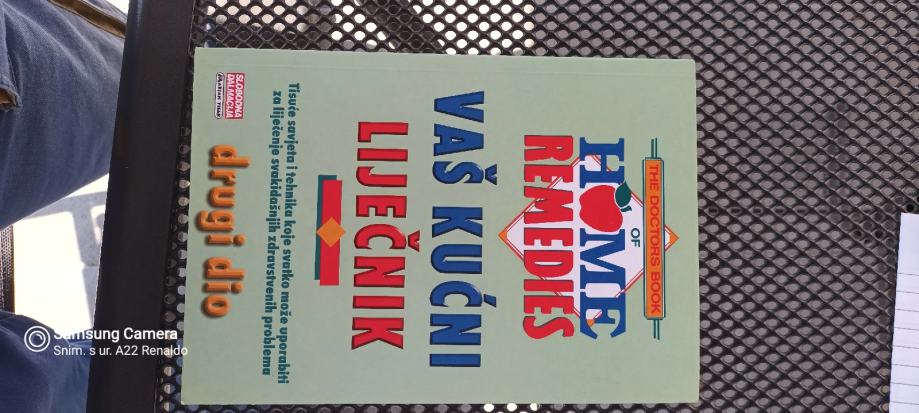 THE DOCTORS BOOK
OF
HOME
REMEDIES
VAŠ KUĆNI
LIJEČNIK
Tisuće savjeta i tehnika koje svatko može uporabiti
za liječenje svakidašnjih zdravstvenih problema
drugi dio
SLOBODNA
DALMACIJA
Samsung Camera
Snim. s ur. A22 Renaldo